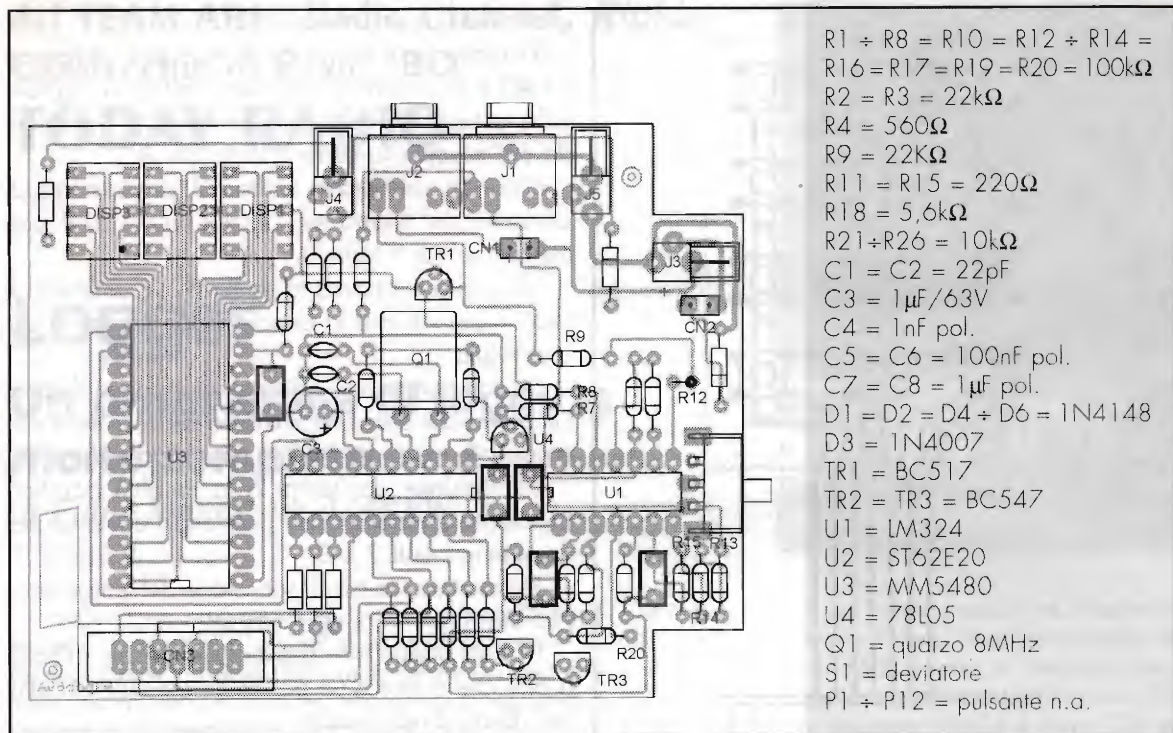 R1 ÷ R8 = R10 = R12 ÷ R14 =
R16 = R17 = R19 = R20 = 100kΩ
R2 = R3 = 22kΩ
R4 = 560Ω
R9 = 22KΩ
R11 = R15 = 220Ω
R18 = 5,6kΩ
R21÷R26 = 10kΩ
C1 = C2 = 22pF
C3 = 1µF/63V
C4 = 1nF pol.
C5 = C6 = 100nF pol.
C7 = C8 = 1µF pol.
D1 = D2 = D4 ÷ D6 = 1N4148
D3 = 1N4007
TR1 = BC517
TR2 = TR3 = BC547
U1 = LM324
U2 = ST62E20
U3 = MM5480
U4 = 78L05
Q1 = quarzo 8MHz
S1 = deviatore
P1 ÷ P12 = pulsante n.a.
J4
J2
J1
J5
DISP3
DISP23
DISP13
CN1
J3
+
TR1
CN2
C1
Q1
R9
C2
R8
R12
R7
C3
+
U4
U3
U2
U1
R15
R13
R14
R20
CN3
TR2
TR3